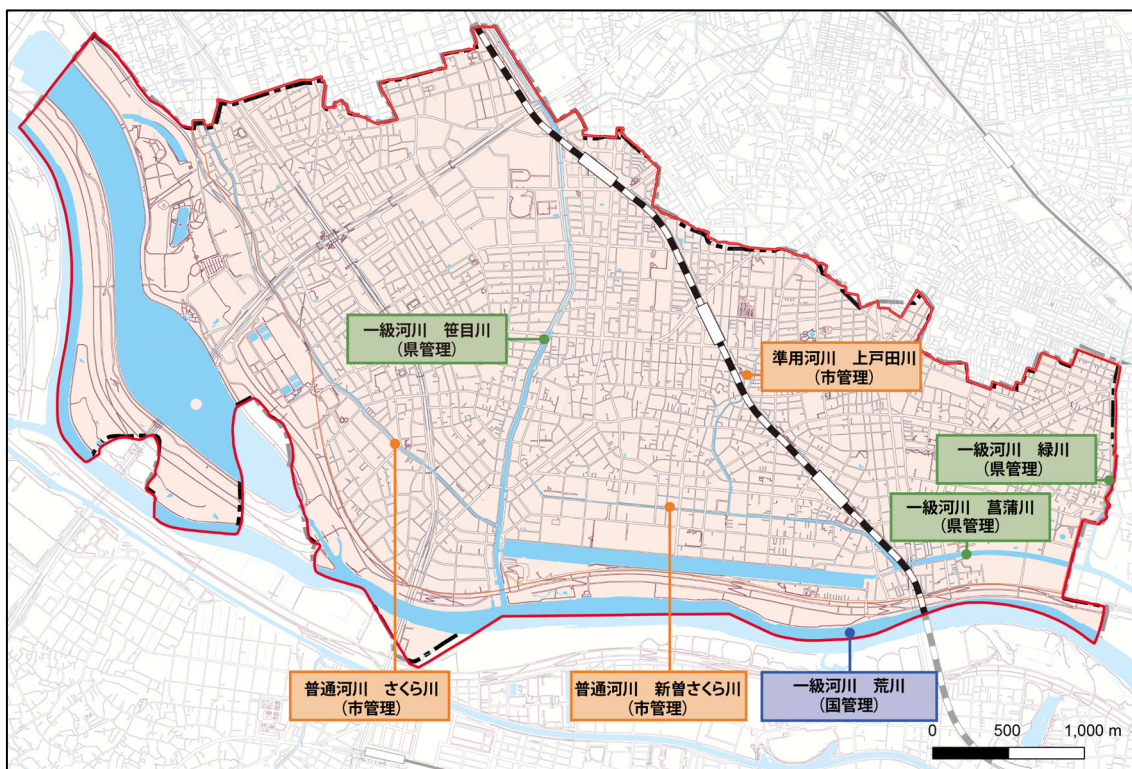 一級河川　笹目川
(県管理)
準用河川　上戸田川
(市管理)
一級河川　緑川
(県管理)
一級河川　菖蒲川
(県管理)
普通河川　さくら川
(市管理)
普通河川　新曽さくら川
(市管理)
一級河川　荒川
(国管理)
0　500　1,000 m